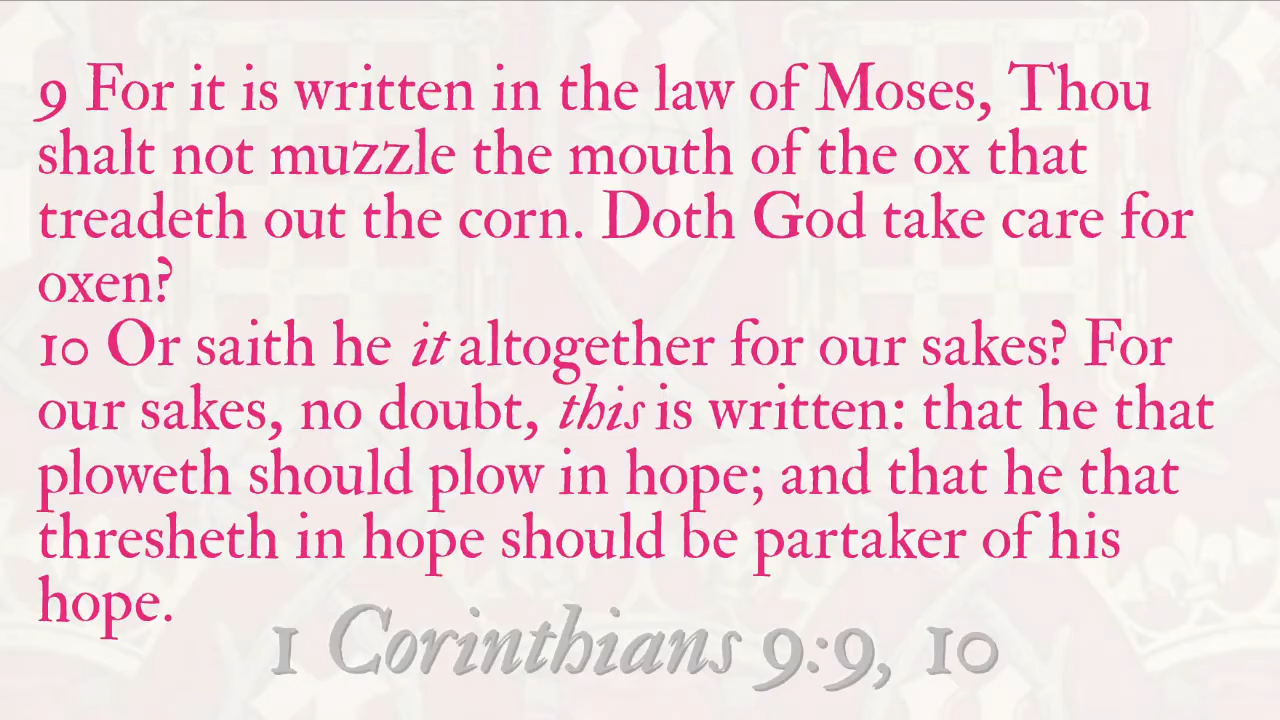 9 For it is written in the law of Moses, Thou
shalt not muzzle the mouth of the ox that
treadeth out the corn. Doth God take care for
oxen?
10 Or saith he it altogether for our sakes? For
our sakes, no doubt, this is written: that he that
ploweth should plow in hope; and that he that
thresheth in hope should be partaker of his
hope.
1 Corinthians 9:9, 10